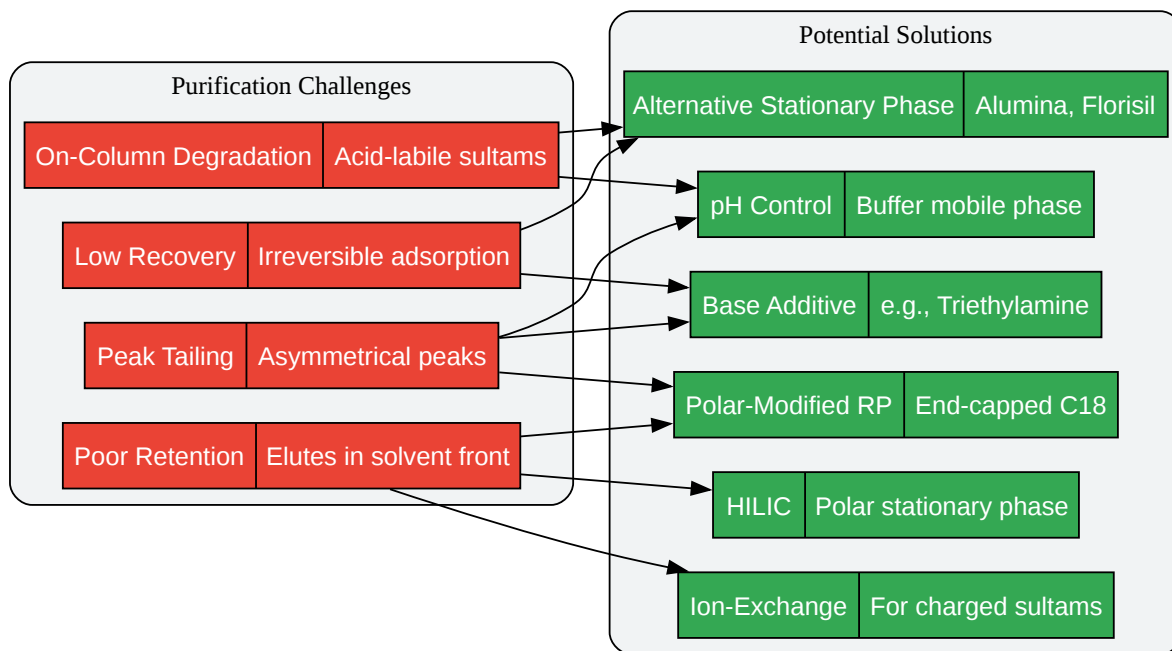 Purification Challenges
On-Column Degradation Acid-labile sultams
Low Recovery Irreversible adsorption
Peak Tailing Asymmetrical peaks
Poor Retention Elutes in solvent front
Potential Solutions
Alternative Stationary Phase Alumina, Florisil
pH Control Buffer mobile phase
Base Additive e.g., Triethylamine
Polar-Modified RP End-capped C18
HILIC Polar stationary phase
Ion-Exchange For charged sultams